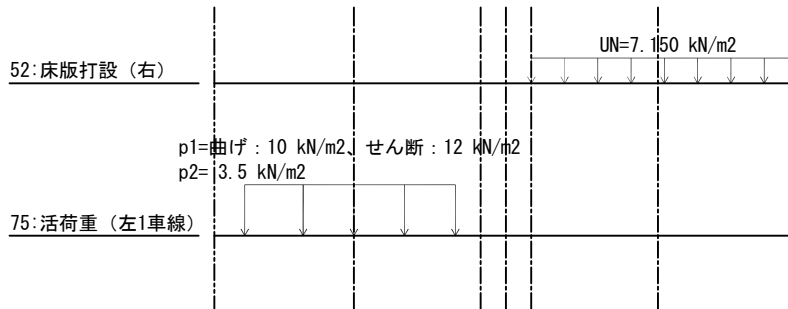 UN=7.150 kN/m2
52:床版打設（右）
p1=曲げ：10 kN/m2、せん断：12 kN/m2
p2= 3.5 kN/m2
75:活荷重（左1車線）